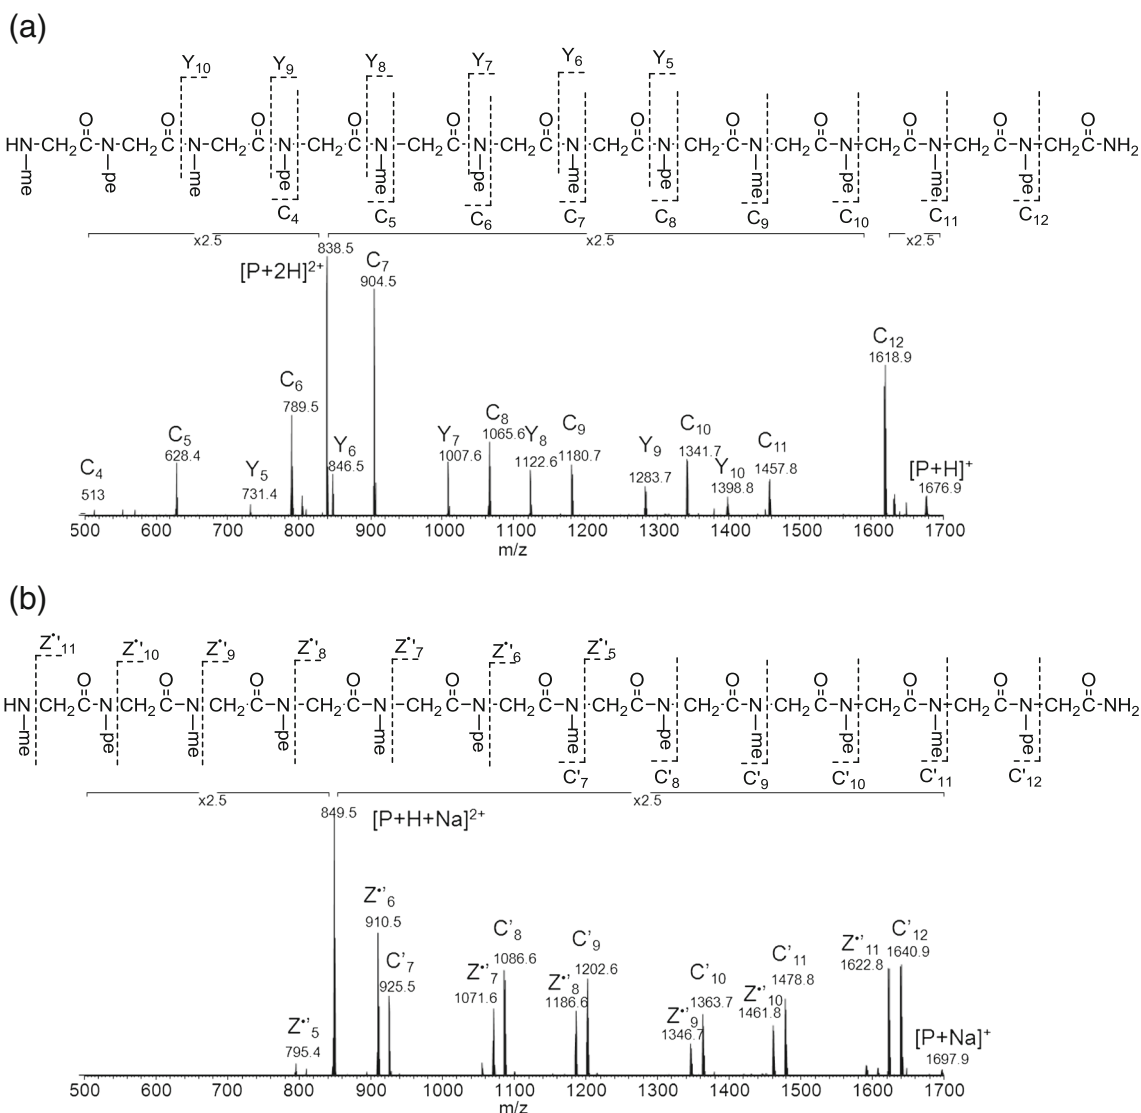 (a)
Y10 Y9 Y8 Y7 Y6 Y5
O O O O O O O O O O O O
HN-CH2-C-N-CH2-C-N-CH2-C-N-CH2-C-N-CH2-C-N-CH2-C-N-CH2-C-N-CH2-C-N-CH2-C-N-CH2-C-N-CH2-C-N-CH2-C-NH2
me pe me pe me pe me pe me pe me pe
C4 C5 C6 C7 C8 C9 C10 C11 C12
x2.5 x2.5 x2.5
838.5
[P+2H]2+
C7
904.5
C12
1618.9
C6
789.5
C5
628.4
C4
513
Y5
731.4
Y6
846.5
Y7
1007.6
C8
1065.6
Y8
1122.6
C9
1180.7
Y9
1283.7
C10
1341.7
Y10
1398.8
C11
1457.8
[P+H]+
1676.9
500 600 700 800 900 1000 1100 1200 1300 1400 1500 1600 1700
m/z
(b)
Z•'11 Z•'10 Z•'9 Z•'8 Z•'7 Z•'6 Z•'5
O O O O O O O O O O O O
HN-CH2-C-N-CH2-C-N-CH2-C-N-CH2-C-N-CH2-C-N-CH2-C-N-CH2-C-N-CH2-C-N-CH2-C-N-CH2-C-N-CH2-C-N-CH2-C-NH2
me pe me pe me pe me pe me pe me pe
C'7 C'8 C'9 C'10 C'11 C'12
x2.5 x2.5
849.5
[P+H+Na]2+
Z•'6
910.5
C'7
925.5
Z•'5
795.4
Z•'7
1071.6
C'8
1086.6
Z•'8
1186.6
C'9
1202.6
Z•'9
1346.7
C'10
1363.7
Z•'10
1461.8
C'11
1478.8
Z•'11
1622.8
C'12
1640.9
[P+Na]+
1697.9
500 600 700 800 900 1000 1100 1200 1300 1400 1500 1600 1700
m/z